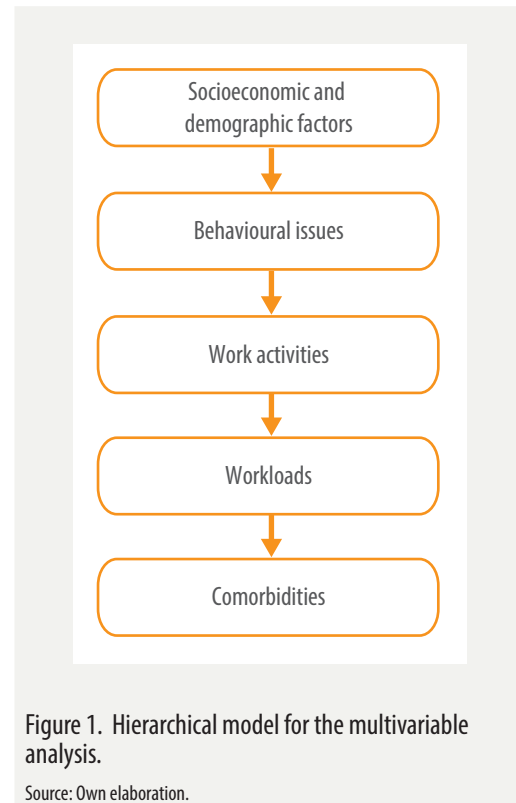 Socioeconomic and
demographic factors
Behavioural issues
Work activities
Workloads
Comorbidities
Figure 1. Hierarchical model for the multivariable
analysis.
Source: Own elaboration.